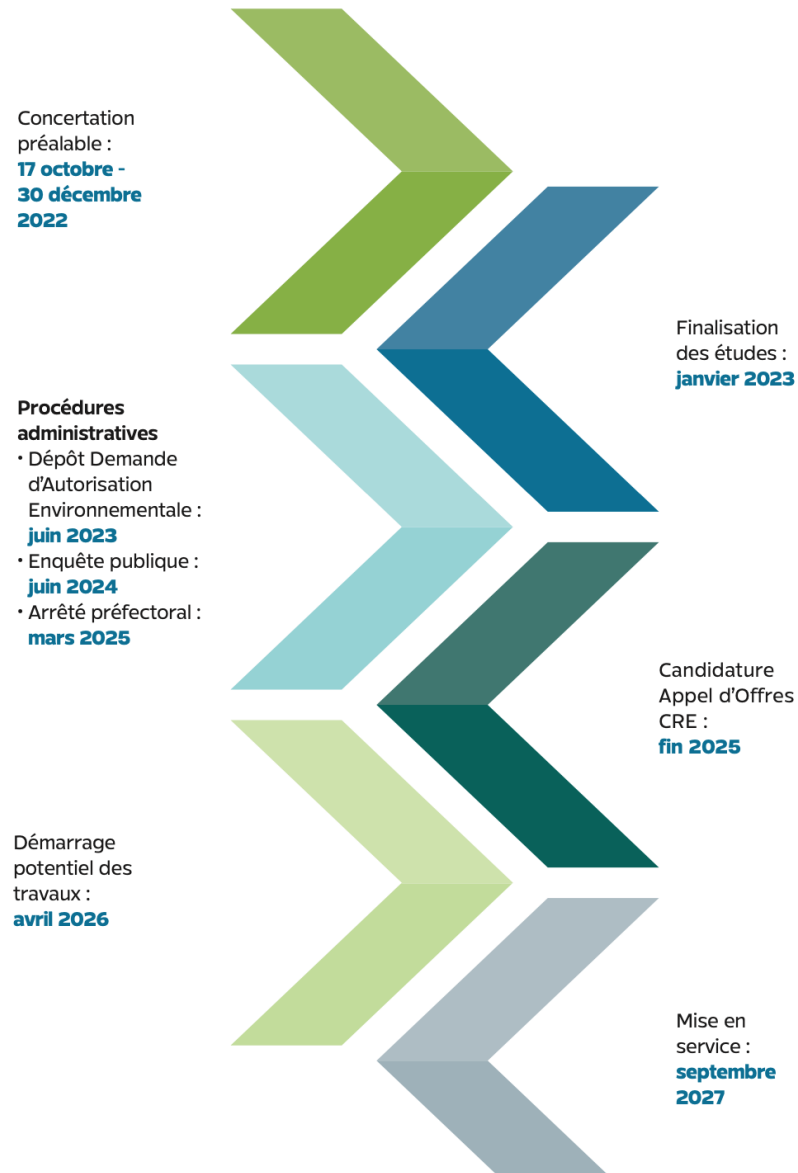 Concertation
préalable :
17 octobre -
30 décembre
2022
Finalisation
des études :
janvier 2023
Procédures
administratives
• Dépôt Demande
d'Autorisation
Environnementale :
juin 2023
• Enquête publique :
juin 2024
• Arrêté préfectoral :
mars 2025
Candidature
Appel d'Offres
CRE :
fin 2025
Démarrage
potentiel des
travaux :
avril 2026
Mise en
service :
septembre
2027